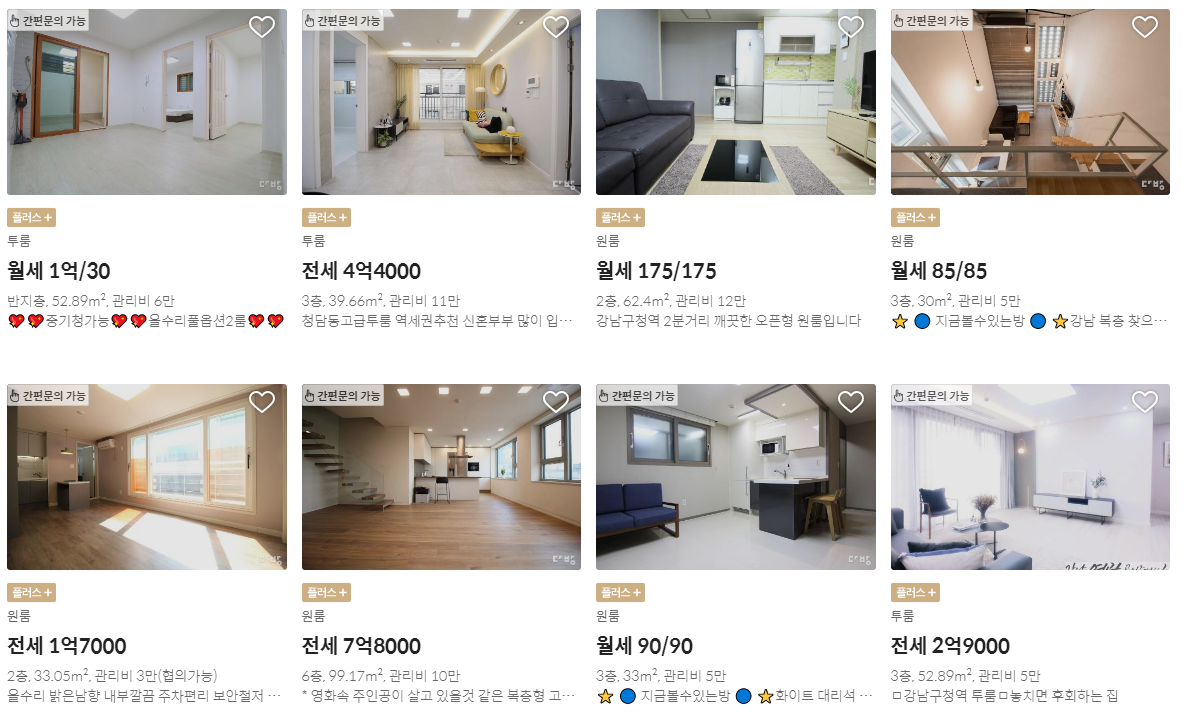 간편문의 가능
간편문의 가능
간편문의 가능
다방
다방
다방
플러스+
플러스+
플러스+
플러스+
투룸
투룸
원룸
원룸
월세 1억/30
전세 4억4000
월세 175/175
월세 85/85
반지층, 52.89m², 관리비 6만
3층, 39.66m², 관리비 11만
2층, 62.4m², 관리비 12만
3층, 30m², 관리비 5만
💖💖중기청가능💖💖올수리풀옵션2룸💖💖
청담동고급투룸 역세권추천 신혼부부 많이 입…
강남구청역 2분거리 깨끗한 오픈형 원룸입니다
⭐ 🔵 지금볼수있는방 🔵 ⭐강남 복층 찾으…
간편문의 가능
간편문의 가능
간편문의 가능
간편문의 가능
다방
다방
다방
플러스+
플러스+
플러스+
플러스+
원룸
원룸
원룸
투룸
전세 1억7000
전세 7억8000
월세 90/90
전세 2억9000
2층, 33.05m², 관리비 3만(협의가능)
6층, 99.17m², 관리비 10만
3층, 33m², 관리비 5만
3층, 52.89m², 관리비 5만
올수리 밝은남향 내부깔끔 주차편리 보안철저 …
* 영화속 주인공이 살고 있을것 같은 복층형 고…
⭐ 🔵 지금볼수있는방 🔵 ⭐화이트 대리석 …
ㅁ강남구청역 투룸ㅁ놓치면 후회하는 집